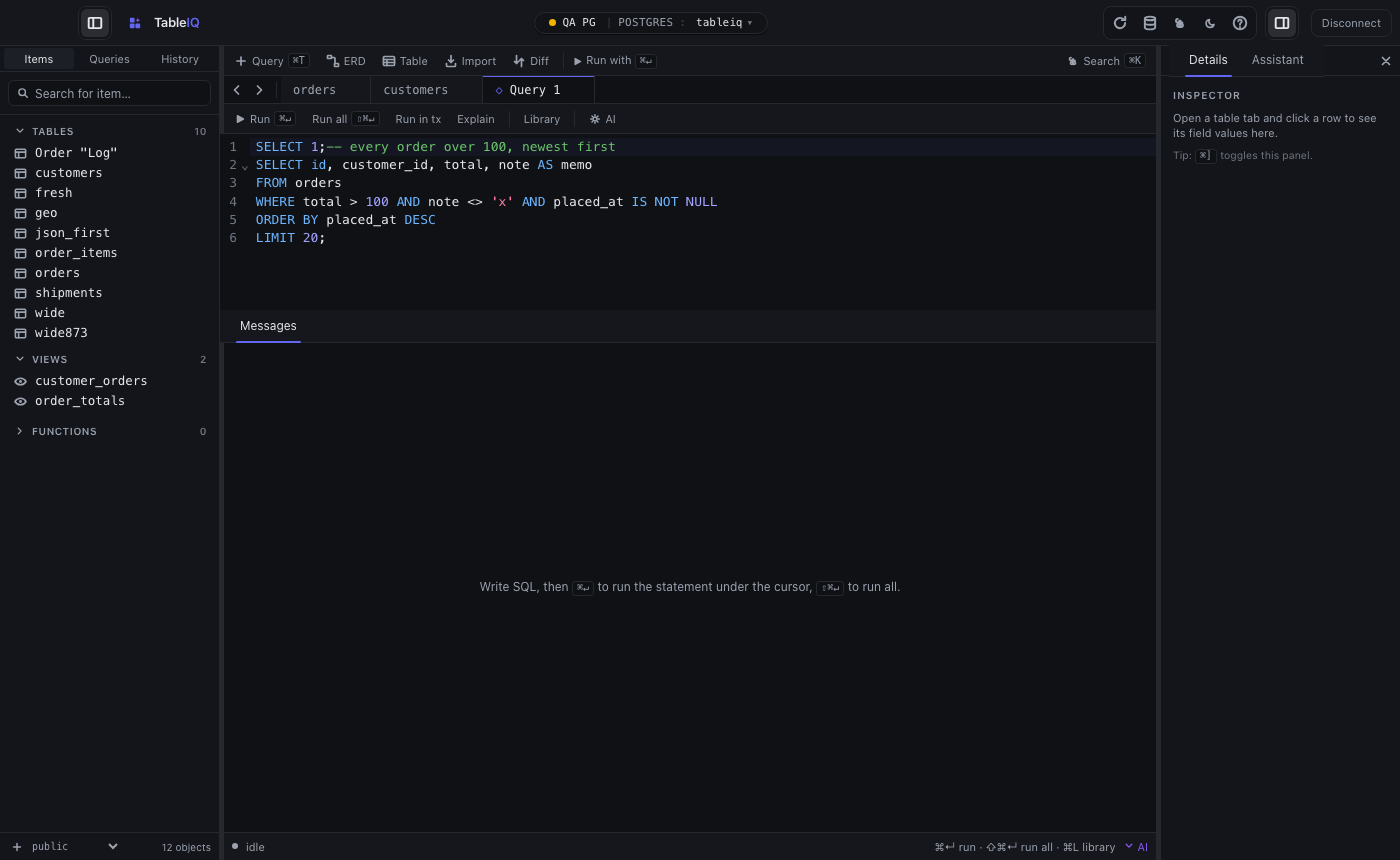 TableIQ
QA PG | POSTGRES : tableiq ▾
Disconnect
Items Queries History
Search for item…
TABLES 10
Order "Log"
customers
fresh
geo
json_first
order_items
orders
shipments
wide
wide873
VIEWS 2
customer_orders
order_totals
FUNCTIONS 0
+ public
12 objects
+ Query ⌘T ERD Table Import Diff ▶ Run with ⌘↵
Search ⌘K
orders customers ◇ Query 1
▶ Run ⌘↵ Run all ⇧⌘↵ Run in tx Explain Library AI
1 SELECT 1;-- every order over 100, newest first
2 SELECT id, customer_id, total, note AS memo
3 FROM orders
4 WHERE total > 100 AND note <> 'x' AND placed_at IS NOT NULL
5 ORDER BY placed_at DESC
6 LIMIT 20;
Messages
Write SQL, then ⌘↵ to run the statement under the cursor, ⇧⌘↵ to run all.
idle
⌘↵ run · ⇧⌘↵ run all · ⌘L library AI
Details Assistant
INSPECTOR
Open a table tab and click a row to see
its field values here.
Tip: ⌘] toggles this panel.